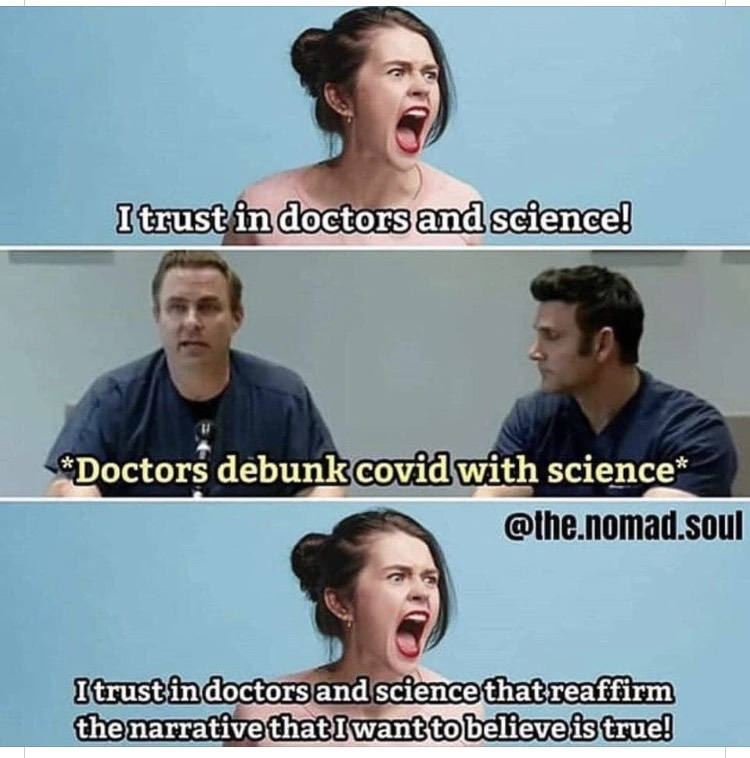 I trust in doctors and science!
*Doctors debunk covid with science*
@the.nomad.soul
I trust in doctors and science that reaffirm
the narrative that I want to believe is true!